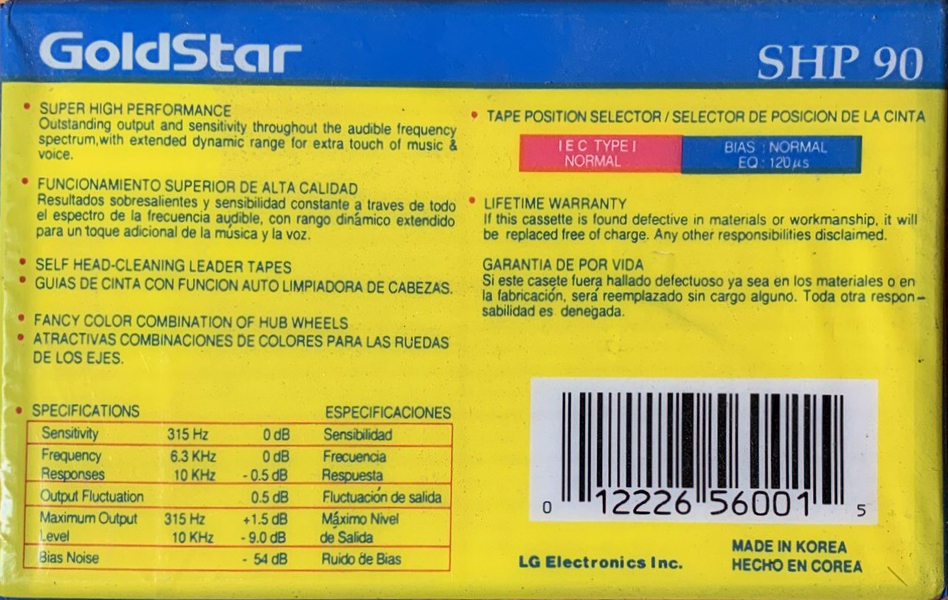 GoldStar
SHP 90
• SUPER HIGH PERFORMANCE
Outstanding output and sensitivity throughout the audible frequency
spectrum,with extended dynamic range for extra touch of music &
voice.
• FUNCIONAMIENTO SUPERIOR DE ALTA CALIDAD
Resultados sobresalientes y sensibilidad constante a traves de todo
el espectro de la frecuencia audible, con rango dinámico extendido
para un toque adicional de la música y la voz.
• SELF HEAD-CLEANING LEADER TAPES
• GUIAS DE CINTA CON FUNCION AUTO LIMPIADORA DE CABEZAS.
• FANCY COLOR COMBINATION OF HUB WHEELS
• ATRACTIVAS COMBINACIONES DE COLORES PARA LAS RUEDAS
DE LOS EJES.
• SPECIFICATIONS ESPECIFICACIONES
Sensitivity 315 Hz 0 dB Sensibilidad
Frequency 6.3 KHz 0 dB Frecuencia
Responses 10 KHz - 0.5 dB Respuesta
Output Fluctuation 0.5 dB Fluctuación de salida
Maximum Output 315 Hz +1.5 dB Máximo Nivel
Level 10 KHz - 9.0 dB de Salida
Bias Noise - 54 dB Ruido de Bias
• TAPE POSITION SELECTOR / SELECTOR DE POSICION DE LA CINTA
IEC TYPE I
NORMAL
BIAS : NORMAL
EQ : 120µs
• LIFETIME WARRANTY
If this cassette is found defective in materials or workmanship, it will
be replaced free of charge. Any other responsibilities disclaimed.
GARANTIA DE POR VIDA
Si este casete fuera hallado defectuoso ya sea en los materiales o en
la fabricación, será reemplazado sin cargo alguno. Toda otra respon-
sabilidad es denegada.
0 12226 56001 5
LG Electronics Inc.
MADE IN KOREA
HECHO EN COREA